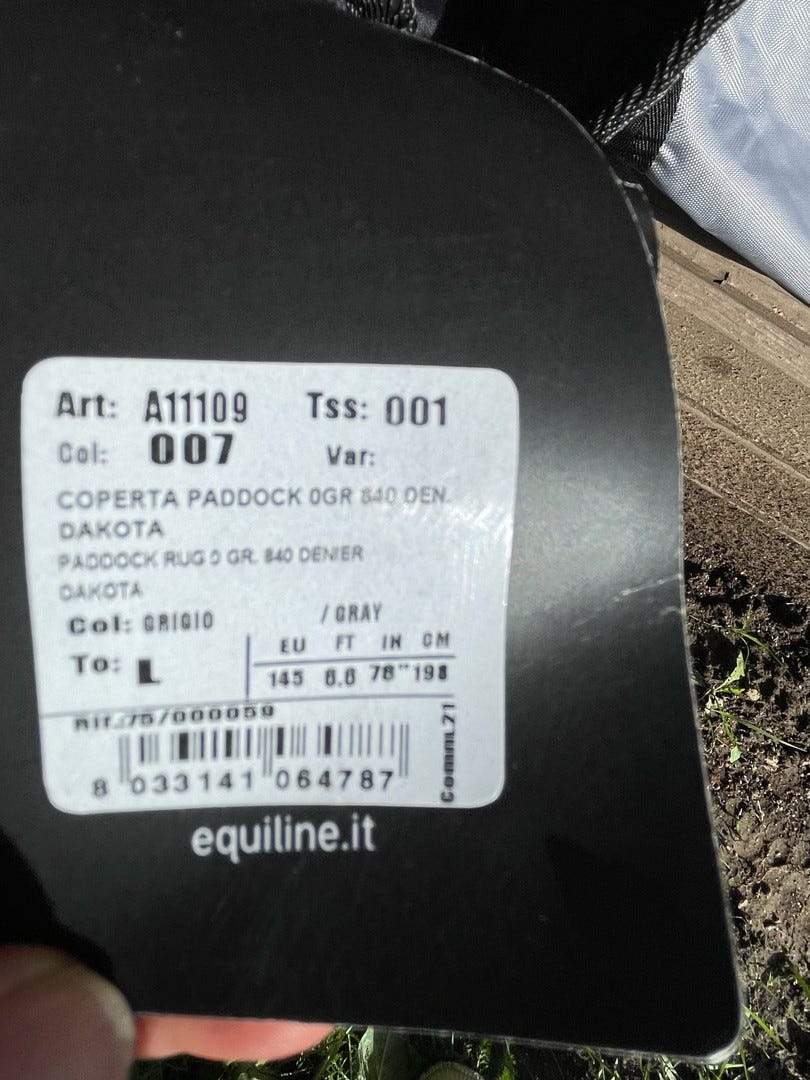 Art: A11109 Tss: 001
Col: 007 Var:
COPERTA PADDOCK 0GR 840 DEN.
DAKOTA
PADDOCK RUG 0 GR. 840 DENIER
DAKOTA
Col: GRIGIO / GRAY
To: L
EU FT IN CM
145 6.6 78" 198
Rif.:75/000059
8 033141 064787
Comm.21
equiline.it